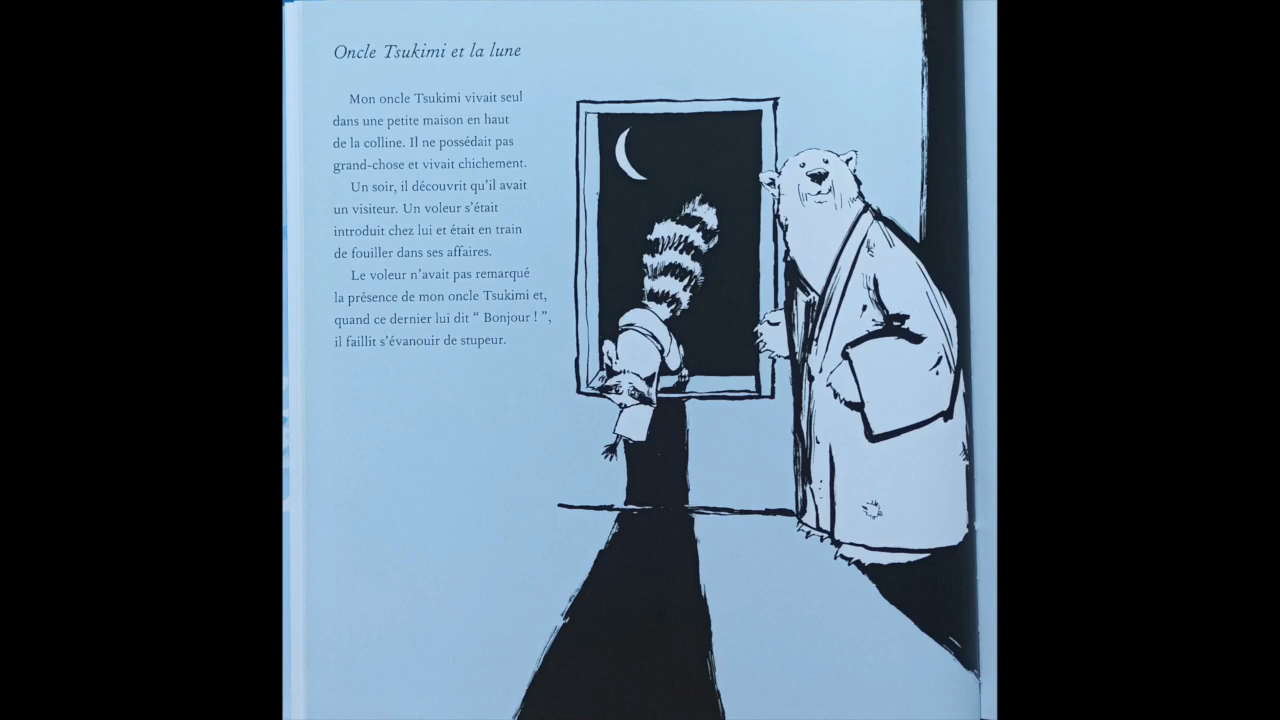 Oncle Tsukimi et la lune
Mon oncle Tsukimi vivait seul
dans une petite maison en haut
de la colline. Il ne possédait pas
grand-chose et vivait chichement.
Un soir, il découvrit qu'il avait
un visiteur. Un voleur s'était
introduit chez lui et était en train
de fouiller dans ses affaires.
Le voleur n'avait pas remarqué
la présence de mon oncle Tsukimi et,
quand ce dernier lui dit “ Bonjour ! ”,
il faillit s'évanouir de stupeur.